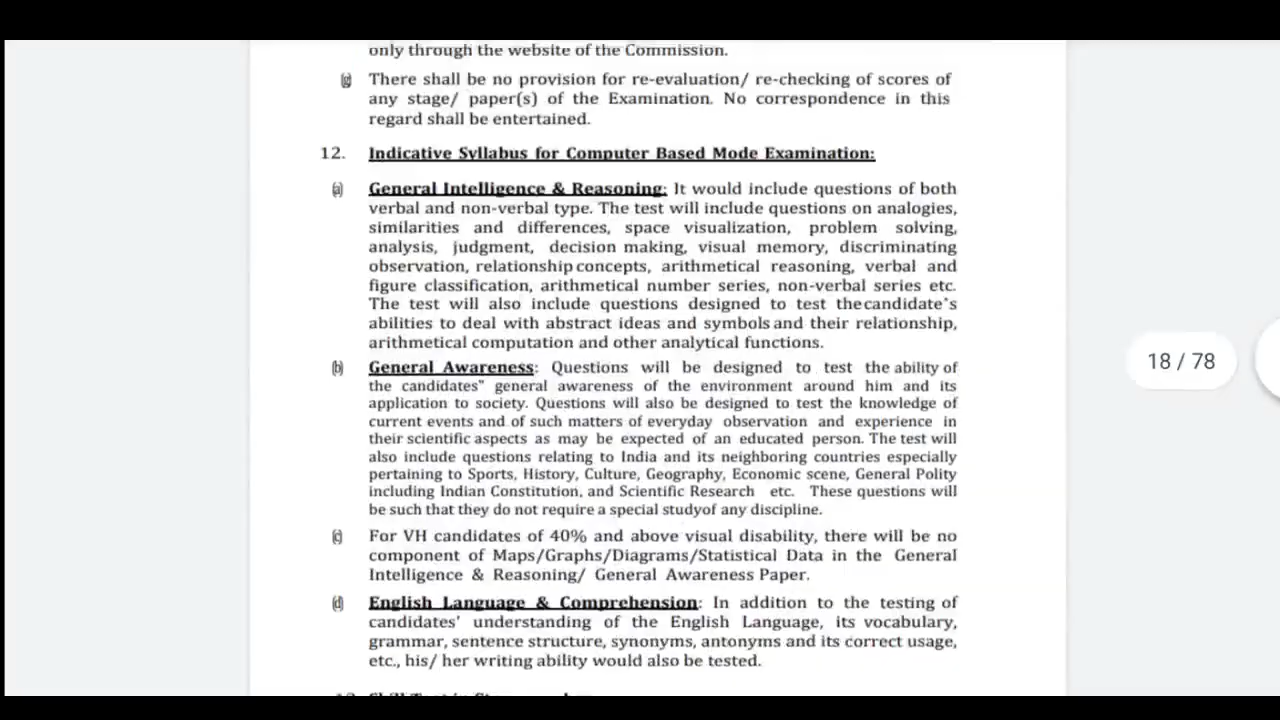 only through the website of the Commission.
(g) There shall be no provision for re-evaluation/ re-checking of scores of
any stage/ paper(s) of the Examination. No correspondence in this
regard shall be entertained.
12. Indicative Syllabus for Computer Based Mode Examination:
(a) General Intelligence & Reasoning: It would include questions of both
verbal and non-verbal type. The test will include questions on analogies,
similarities and differences, space visualization, problem solving,
analysis, judgment, decision making, visual memory, discriminating
observation, relationship concepts, arithmetical reasoning, verbal and
figure classification, arithmetical number series, non-verbal series etc.
The test will also include questions designed to test thecandidate's
abilities to deal with abstract ideas and symbols and their relationship,
arithmetical computation and other analytical functions.
18 / 78
(b) General Awareness: Questions will be designed to test the ability of
the candidates" general awareness of the environment around him and its
application to society. Questions will also be designed to test the knowledge of
current events and of such matters of everyday observation and experience in
their scientific aspects as may be expected of an educated person. The test will
also include questions relating to India and its neighboring countries especially
pertaining to Sports, History, Culture, Geography, Economic scene, General Polity
including Indian Constitution, and Scientific Research etc. These questions will
be such that they do not require a special studyof any discipline.
(c) For VH candidates of 40% and above visual disability, there will be no
component of Maps/Graphs/Diagrams/Statistical Data in the General
Intelligence & Reasoning/ General Awareness Paper.
(d) English Language & Comprehension: In addition to the testing of
candidates' understanding of the English Language, its vocabulary,
grammar, sentence structure, synonyms, antonyms and its correct usage,
etc., his/ her writing ability would also be tested.